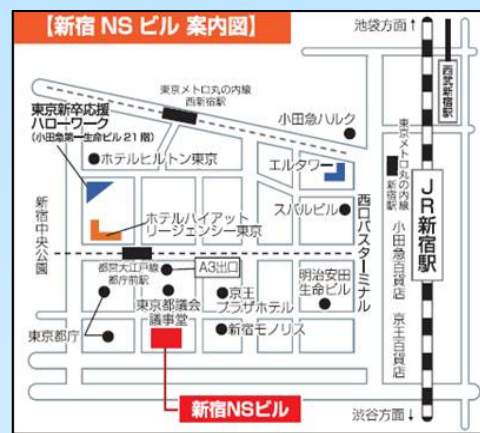 【新宿 NS ビル 案内図】
池袋方面↑
西武新宿駅
東京メトロ丸の内線
西新宿駅
小田急ハルク
東京新卒応援
ハローワーク
(小田急第一生命ビル21階)
ホテルヒルトン東京
エルタワー
東京メトロ丸の内線
新宿駅
JR新宿駅
スバルビル
新宿中央公園
ホテルハイアット
リージェンシー東京
西口バスターミナル
小田急百貨店
京王百貨店
都営大江戸線
都庁前駅
A3出口
明治安田
生命ビル
京王
プラザホテル
東京都議会
議事堂
東京都庁
新宿モノリス
新宿NSビル
渋谷方面↓